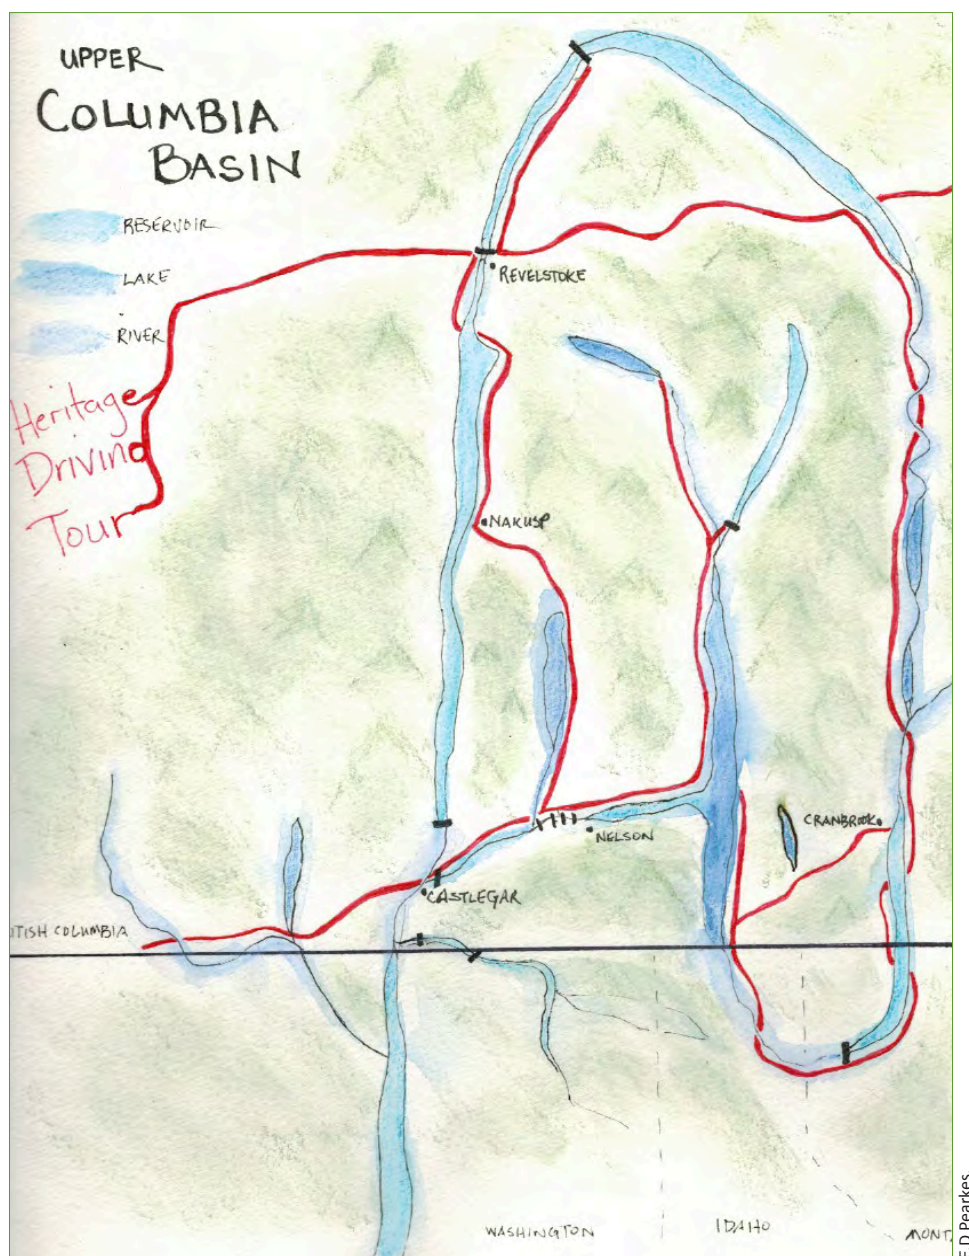 UPPER
COLUMBIA
BASIN
RESERVOIR
LAKE
RIVER
Heritage
Driving
Tour
REVELSTOKE
NAKUSP
CRANBROOK
NELSON
CASTLEGAR
TISH COLUMBIA
WASHINGTON
IDAHO
MONT
D Pearkes